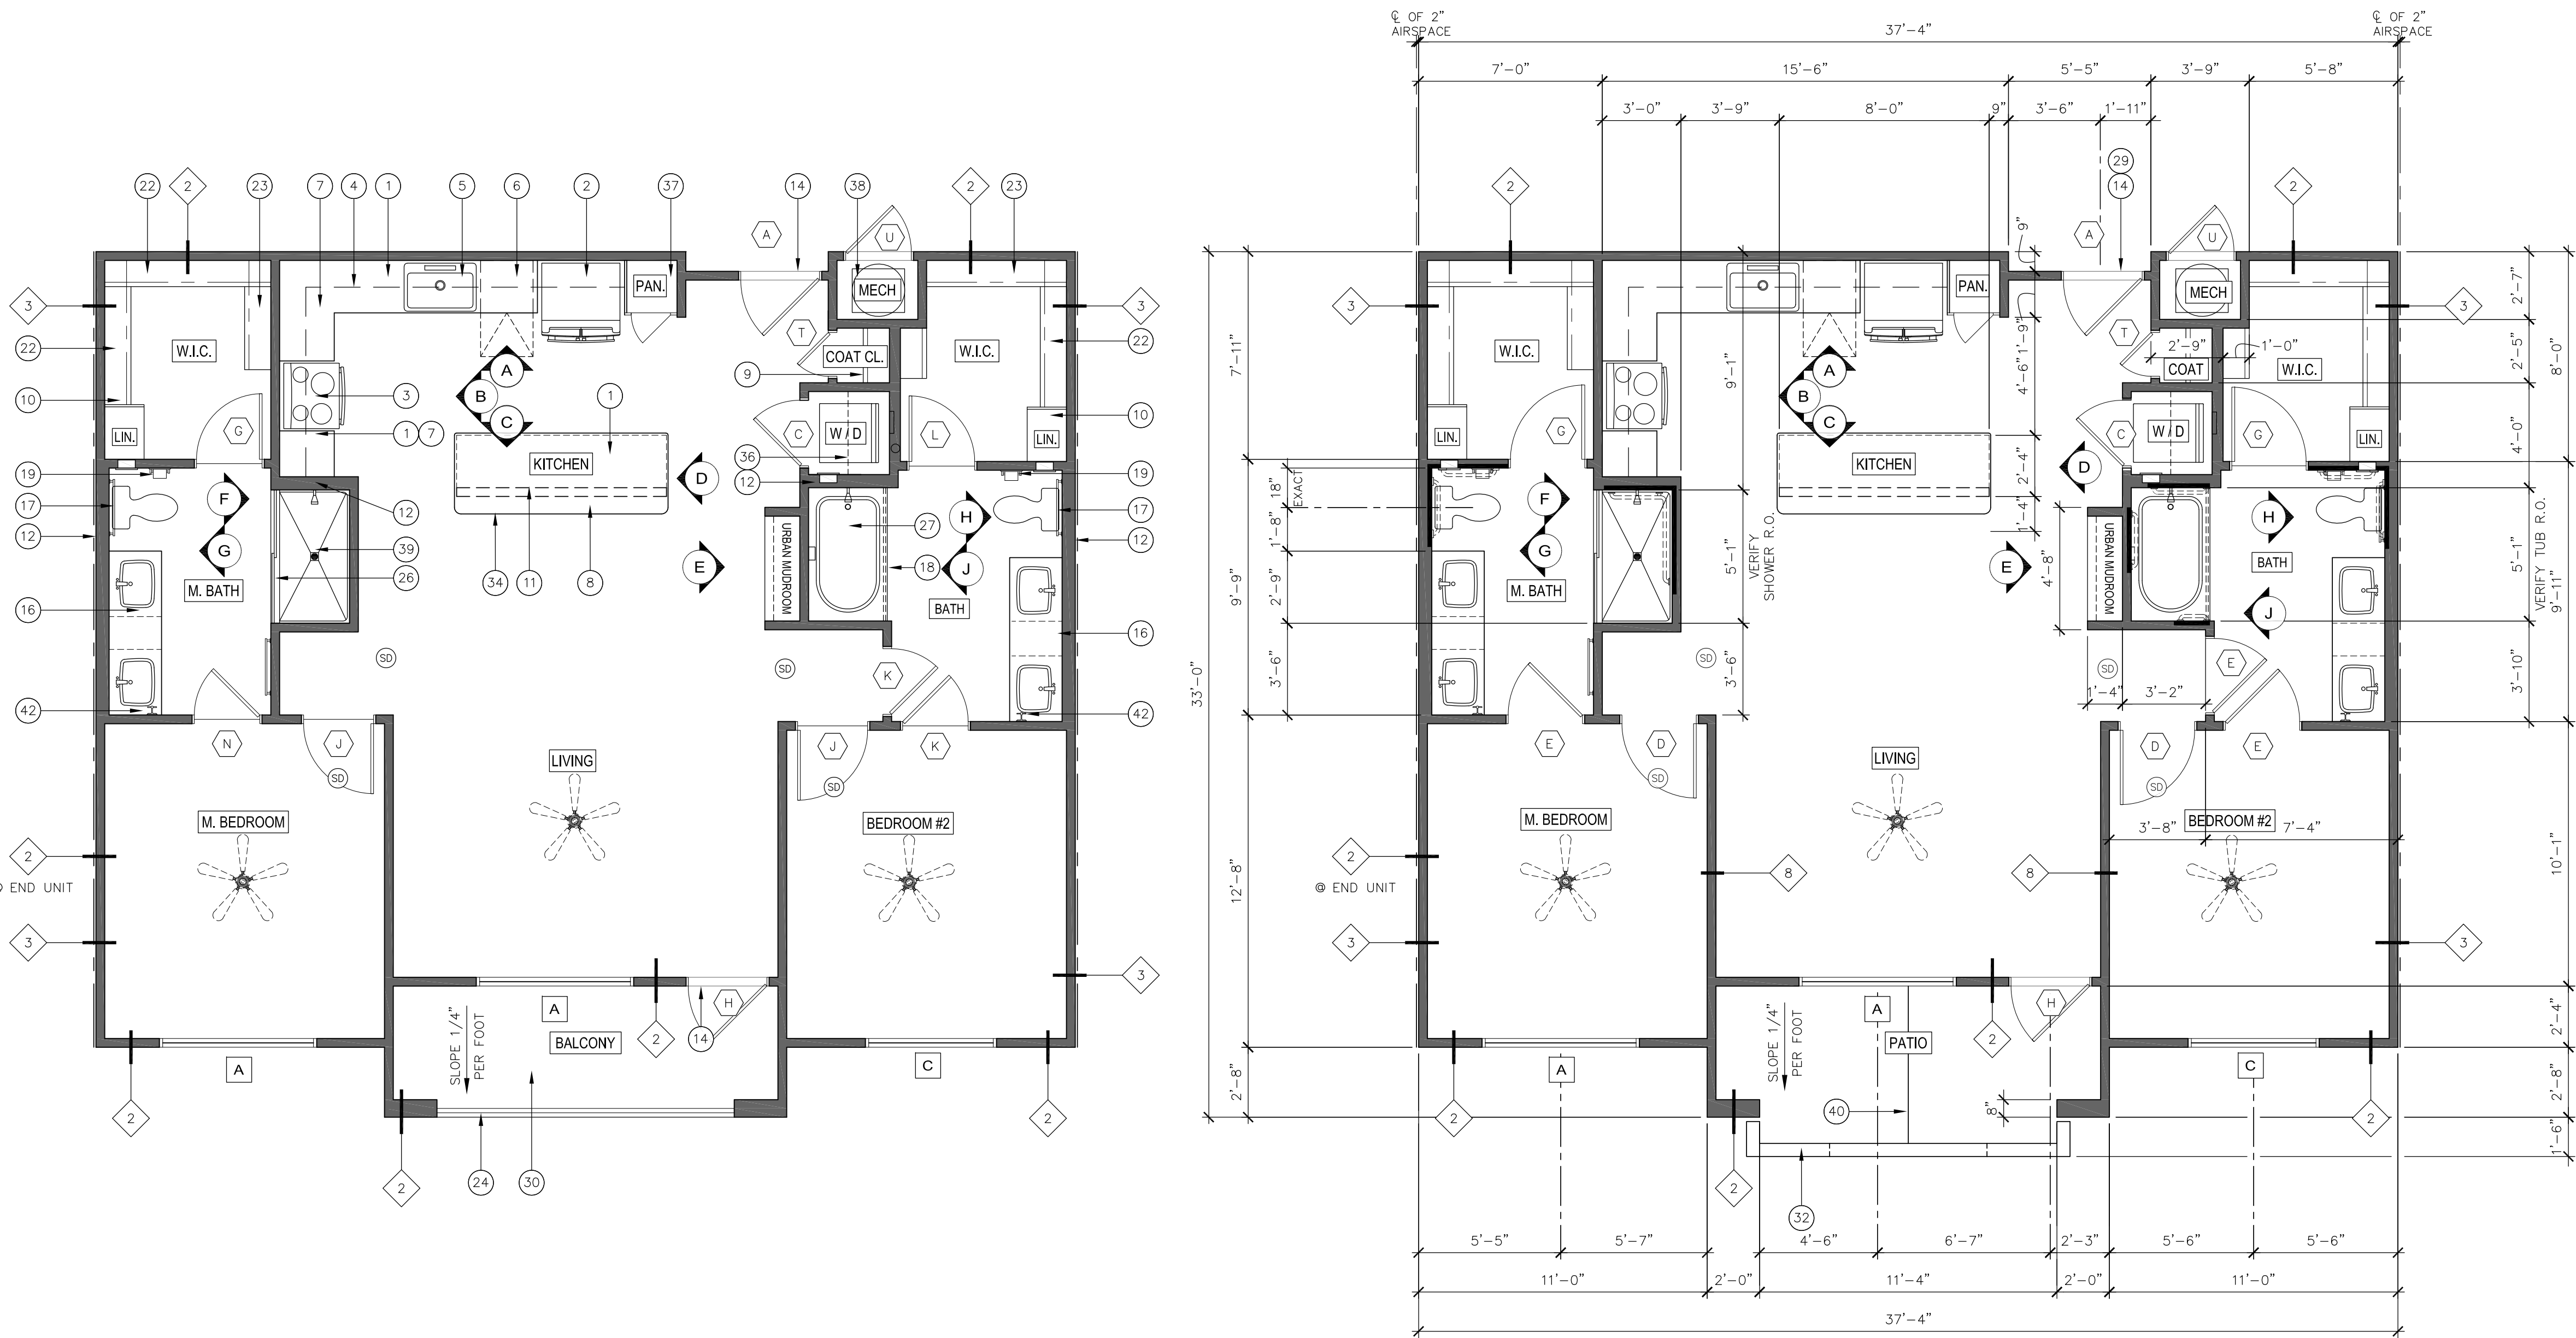 ℄ OF 2"
AIRSPACE
37'-4"
℄ OF 2"
AIRSPACE
7'-0"
15'-6"
5'-5"
3'-9"
5'-8"
3'-0"
3'-9"
8'-0"
9"
3'-6"
1'-11"
22
2
23
7
4
1
5
6
2
37
A
14
38
U
2
23
3
22
10
W.I.C.
LIN.
G
PAN.
MECH
T
COAT CL.
9
W.I.C.
3
22
10
LIN.
L
3
1
7
A
B
C
1
KITCHEN
C
W/D
36
12
D
E
34
11
8
19
17
12
F
G
M. BATH
16
42
12
39
26
URBAN MUDROOM
27
18
H
J
BATH
19
17
12
16
42
SD
SD
K
N
J
SD
J
SD
K
LIVING
M. BEDROOM
BEDROOM #2
2
@ END UNIT
3
3
A
H
14
2
BALCONY
SLOPE 1/4"
PER FOOT
A
C
2
2
2
24
30
2
29
14
A
U
2
3
W.I.C.
LIN.
G
PAN.
MECH
T
2'-9"
1'-0"
COAT
W.I.C.
3
LIN.
G
C
W/D
A
B
C
KITCHEN
D
E
9"
1'-9"
4'-6"
2'-4"
1'-4"
9'-1"
5'-1"
VERIFY
SHOWER R.O.
3'-6"
4'-8"
33'-0"
7'-11"
9'-9"
12'-8"
2'-8"
18"
EXACT
1'-8"
2'-9"
3'-6"
F
G
M. BATH
URBAN MUDROOM
H
BATH
J
SD
SD
1'-4"
3'-2"
E
2'-7"
2'-5"
4'-0"
5'-1"
VERIFY TUB R.O.
3'-10"
8'-0"
9'-11"
10'-1"
2'-4"
2'-8"
1'-6"
E
D
SD
D
SD
E
LIVING
M. BEDROOM
3'-8"
BEDROOM #2
7'-4"
2
@ END UNIT
3
8
8
3
A
H
2
PATIO
SLOPE 1/4"
PER FOOT
40
8"
A
C
2
2
2
32
5'-5"
5'-7"
4'-6"
6'-7"
2'-3"
5'-6"
5'-6"
11'-0"
2'-0"
11'-4"
2'-0"
11'-0"
37'-4"